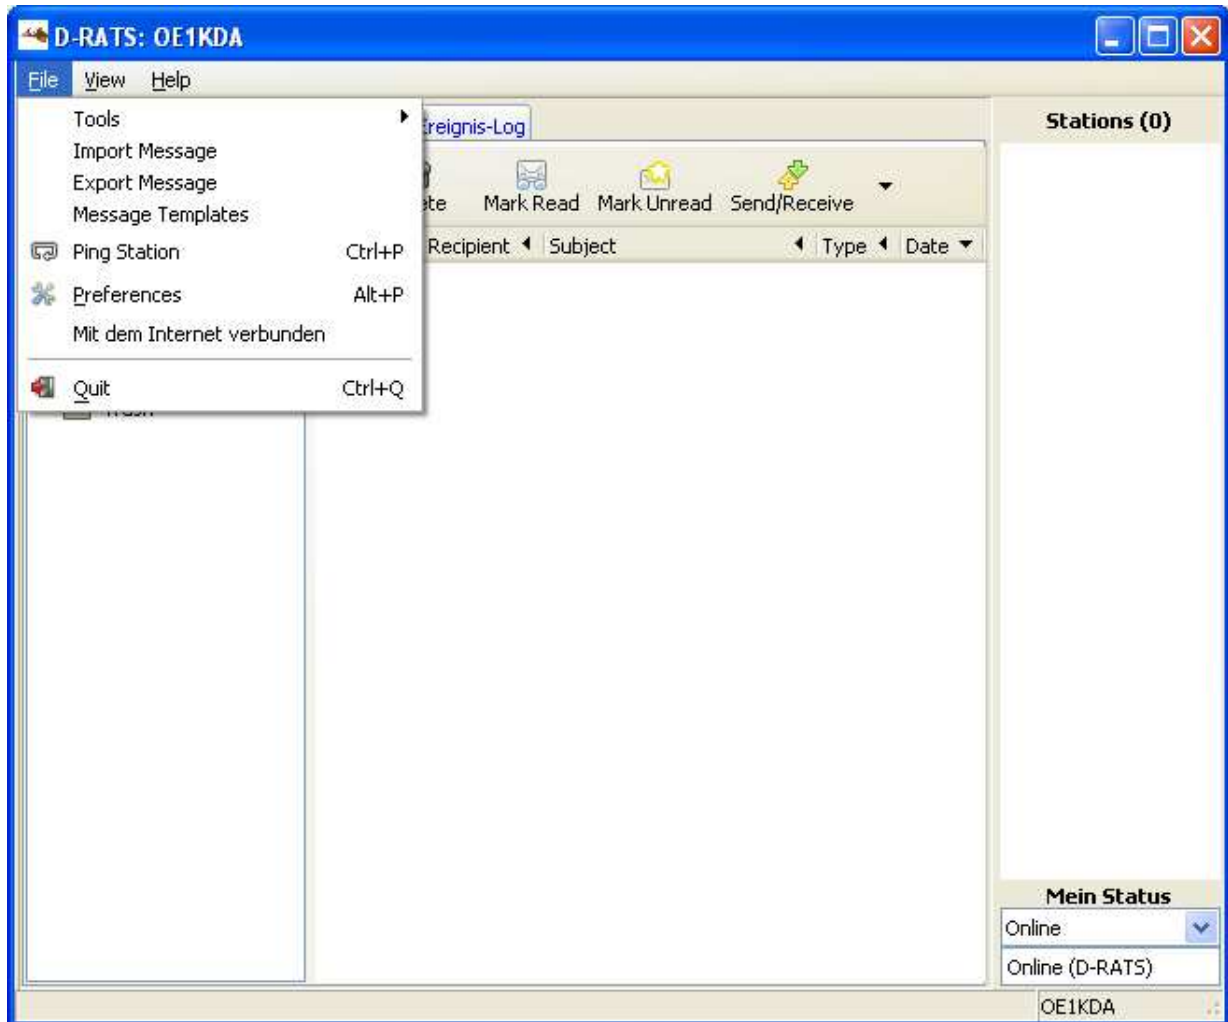 D-RATS: OE1KDA
File View Help
Tools
Import Message
Export Message
Message Templates
Ping Station Ctrl+P
Preferences Alt+P
Mit dem Internet verbunden
Quit Ctrl+Q
reignis-Log
te Mark Read Mark Unread Send/Receive
Recipient Subject Type Date
Stations (0)
Mein Status
Online
Online (D-RATS)
OE1KDA